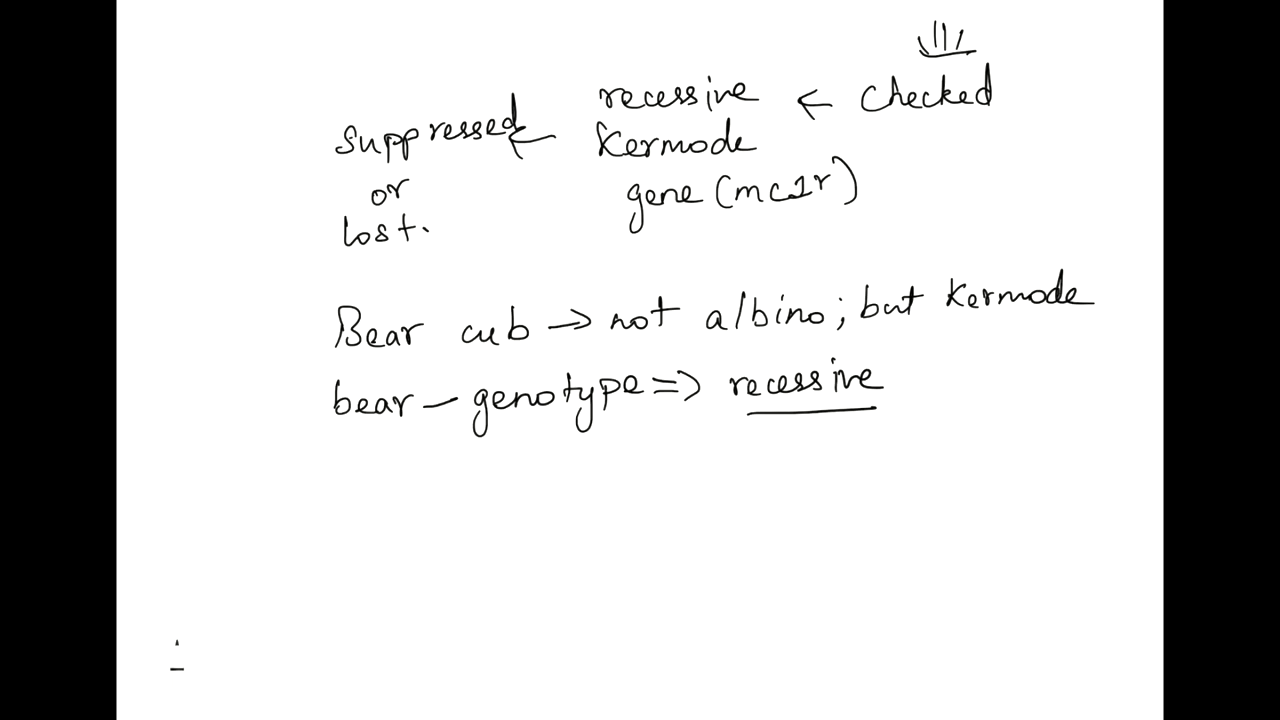 recessive ← checked
suppressed ← Kermode
or gene (mc1r)
lost.
Bear cub → not albino; but Kermode
bear – genotype ⇒ recessive